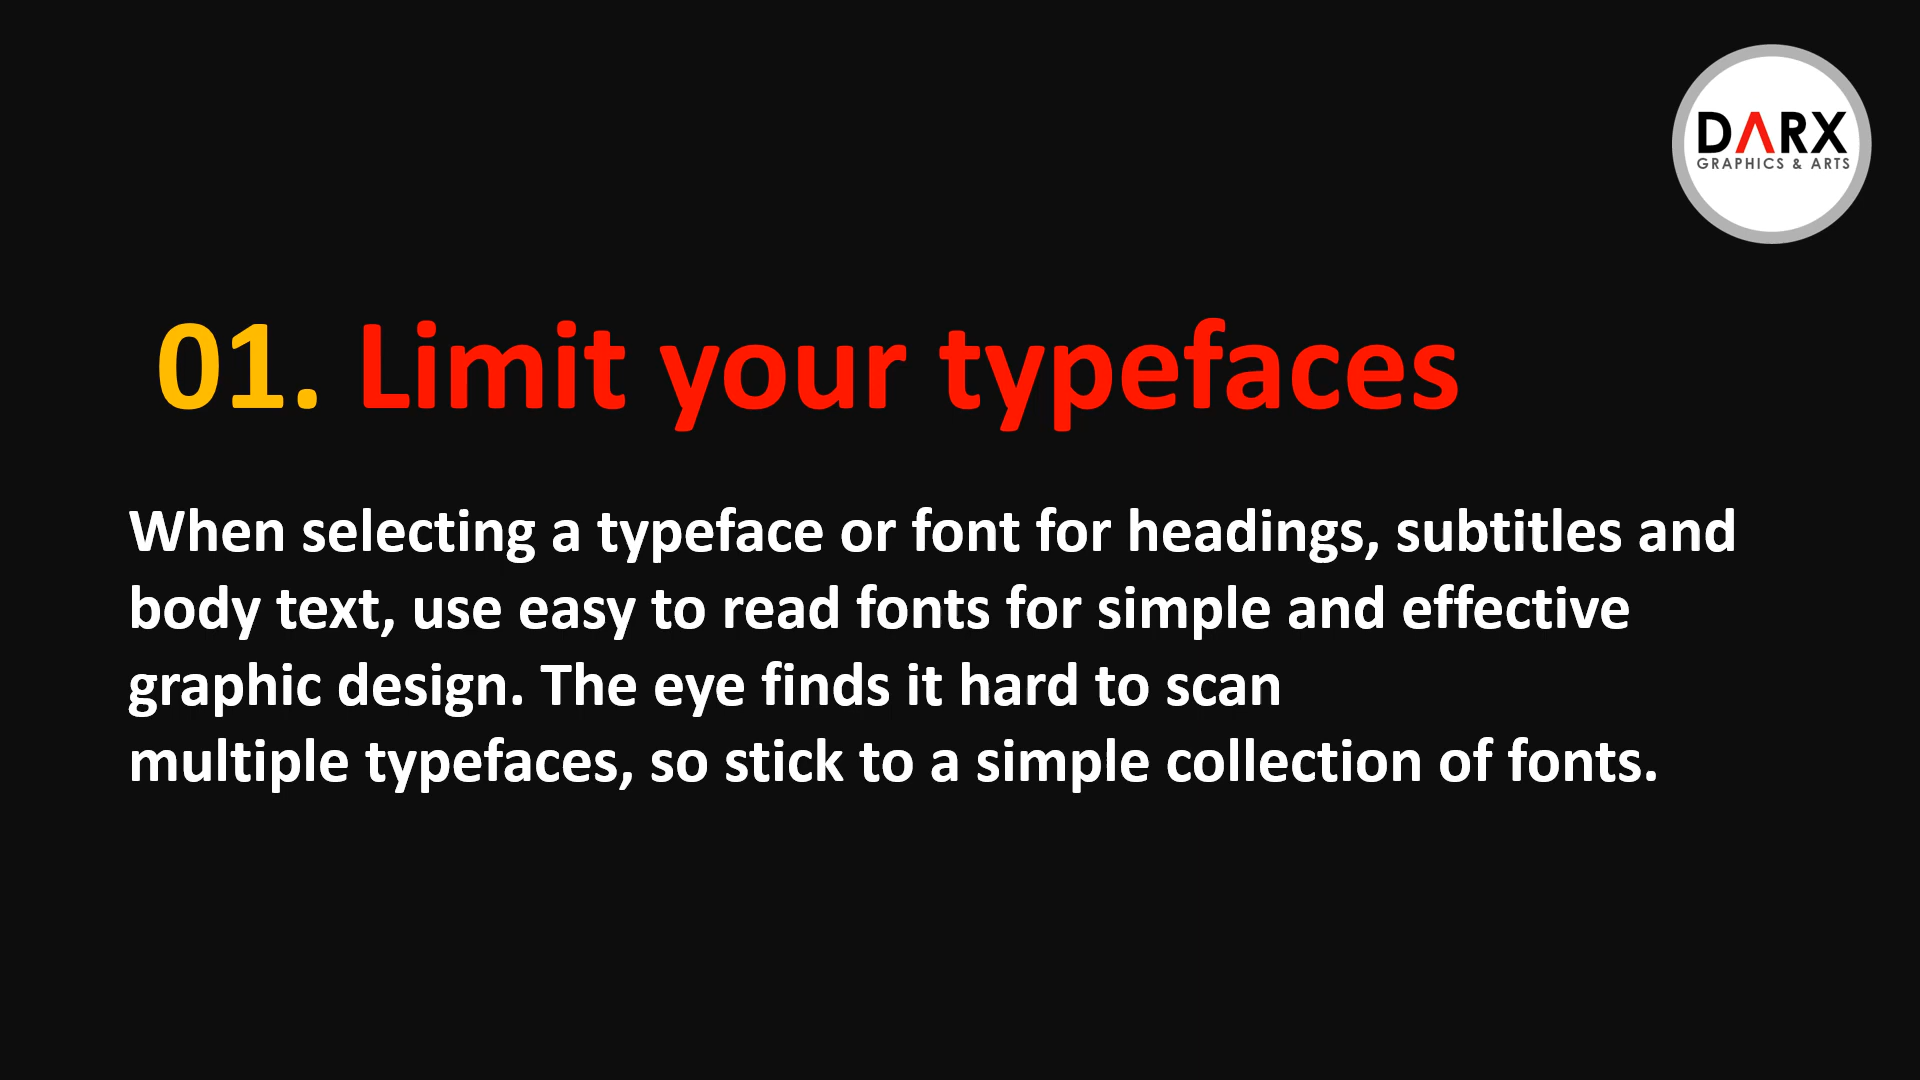 DARX
GRAPHICS & ARTS
01. Limit your typefaces
When selecting a typeface or font for headings, subtitles and
body text, use easy to read fonts for simple and effective
graphic design. The eye finds it hard to scan
multiple typefaces, so stick to a simple collection of fonts.